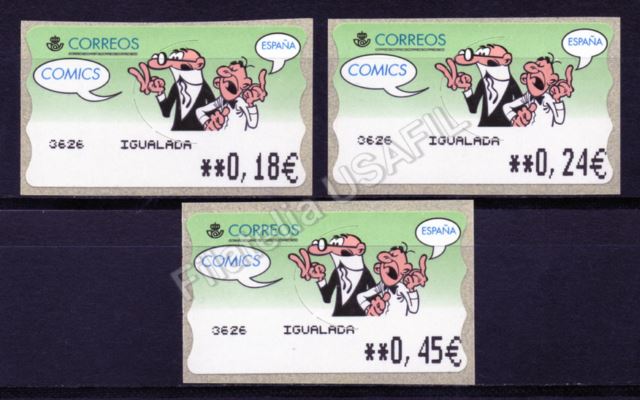 CORREOS
ESPAÑA
COMICS
3626 IGUALADA
**0,18€
CORREOS
ESPAÑA
COMICS
3626 IGUALADA
**0,24€
CORREOS
ESPAÑA
COMICS
3626 IGUALADA
**0,45€
Filatelia USAFIL